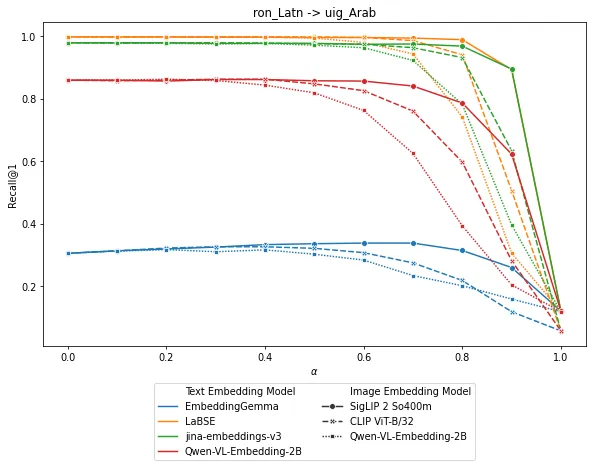 ron_Latn -> uig_Arab
Recall@1
1.0
0.8
0.6
0.4
0.2
0.0 0.2 0.4 0.6 0.8 1.0
α
Text Embedding Model
EmbeddingGemma
LaBSE
jina-embeddings-v3
Qwen-VL-Embedding-2B
Image Embedding Model
SigLIP 2 So400m
CLIP ViT-B/32
Qwen-VL-Embedding-2B